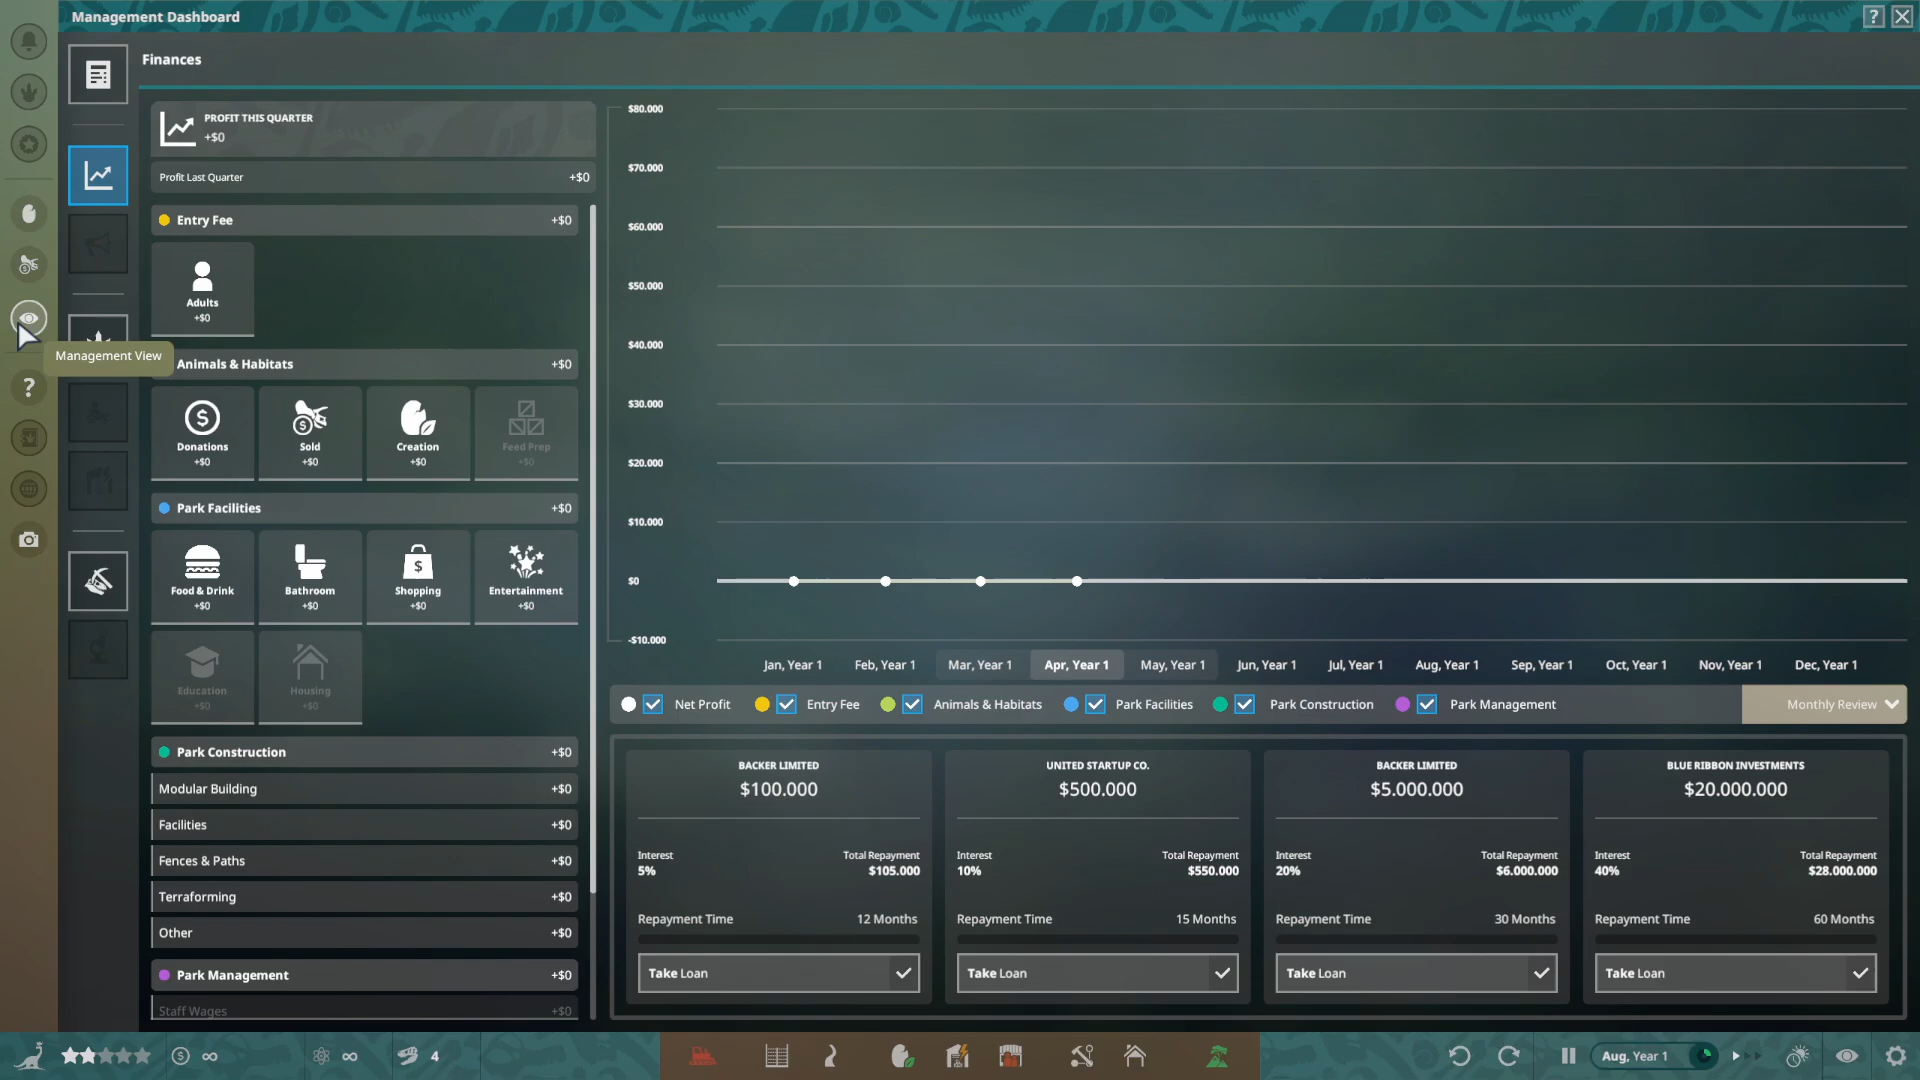 Management Dashboard
?
Finances
PROFIT THIS QUARTER
+$0
Profit Last Quarter +$0
Entry Fee +$0
Adults
+$0
Management View
Animals & Habitats +$0
Donations
+$0
Sold
+$0
Creation
+$0
Feed Prep
+$0
Park Facilities +$0
Food & Drink
+$0
Bathroom
+$0
Shopping
+$0
Entertainment
+$0
Education
+$0
Housing
+$0
Park Construction +$0
Modular Building +$0
Facilities +$0
Fences & Paths +$0
Terraforming +$0
Other +$0
Park Management +$0
Staff Wages +$0
$80.000
$70.000
$60.000
$50.000
$40.000
$30.000
$20.000
$10.000
$0
-$10.000
Jan, Year 1 Feb, Year 1 Mar, Year 1 Apr, Year 1 May, Year 1 Jun, Year 1 Jul, Year 1 Aug, Year 1 Sep, Year 1 Oct, Year 1 Nov, Year 1 Dec, Year 1
Net Profit Entry Fee Animals & Habitats Park Facilities Park Construction Park Management Monthly Review
BACKER LIMITED
$100.000
Interest Total Repayment
5% $105.000
Repayment Time 12 Months
Take Loan
UNITED STARTUP CO.
$500.000
Interest Total Repayment
10% $550.000
Repayment Time 15 Months
Take Loan
BACKER LIMITED
$5.000.000
Interest Total Repayment
20% $6.000.000
Repayment Time 30 Months
Take Loan
BLUE RIBBON INVESTMENTS
$20.000.000
Interest Total Repayment
40% $28.000.000
Repayment Time 60 Months
Take Loan
?
∞ ∞ 4 Aug, Year 1